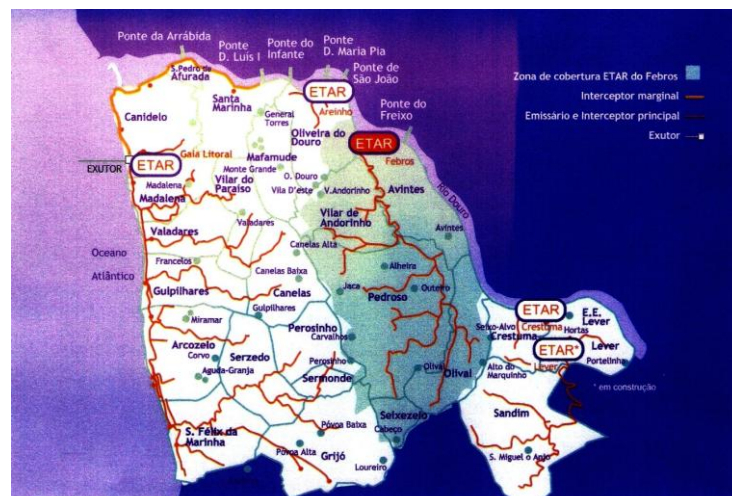 Ponte da Arrábida
Ponte
D. Luis I
Ponte do
Infante
Ponte
D. Maria Pia
Ponte de
São João
Ponte do
Freixo
Zona de cobertura ETAR do Febros
Interceptor marginal
Emissário e Interceptor principal
Exutor
S. Pedro da
Afurada
Canidelo
Santa
Marinha
ETAR
Areinho
General
Torres
Oliveira do
Douro
ETAR
Febros
EXUTOR
ETAR
Gaia Litoral
Mafamude
Monte Grande
O. Douro
Vila D'este
V.Andorinho
Avintes
Rio Douro
Madalena
Madalena
Vilar do
Paraíso
Vilar de
Andorinho
Valadares
Valadares
Avintes
Canelas Alta
Oceano
Atlântico
Francelos
Canelas Baixa
Canelas
Alheira
Jaca
Pedroso
Outeiro
Gulpilhares
Gulpilhares
Miramar
Perosinho
Carvalhos
ETAR
Crestuma
E.E.
Lever
Hortas
Seixo-Alvo
Crestuma
ETAR*
Lever
Lever
Portelinha
Arcozelo
Corvo
Serzedo
Perosinho
Sermonde
Aguda-Granja
Olival
Alto do
Marquinho
* em construção
Seixezelo
Cabeço
Sandim
S. Félix da
Marinha
Póvoa Baixa
Póvoa Alta
Grijó
Loureiro
S. Miguel o Anjo